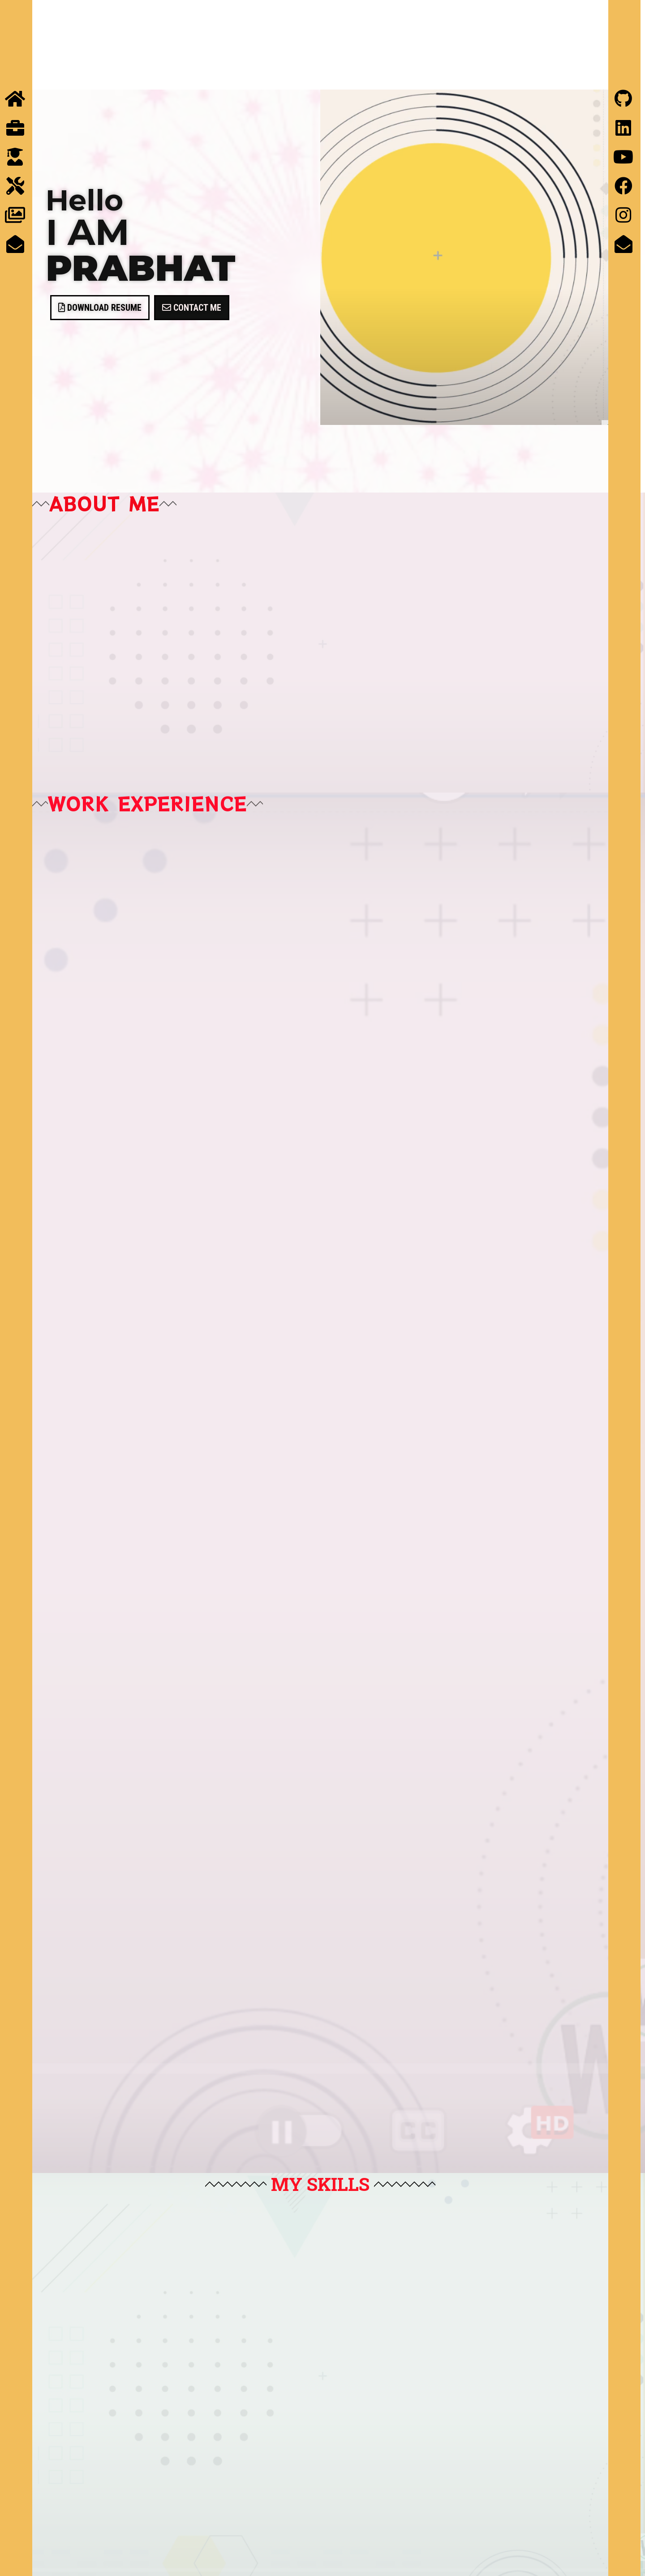 Hello
I AM
PRABHAT
DOWNLOAD RESUME
CONTACT ME
ABOUT ME
WORK EXPERIENCE
HD
MY SKILLS